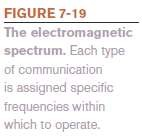 FIGURE 7-19
The electromagnetic
spectrum. Each type
of communication
is assigned specific
frequencies within
which to operate.